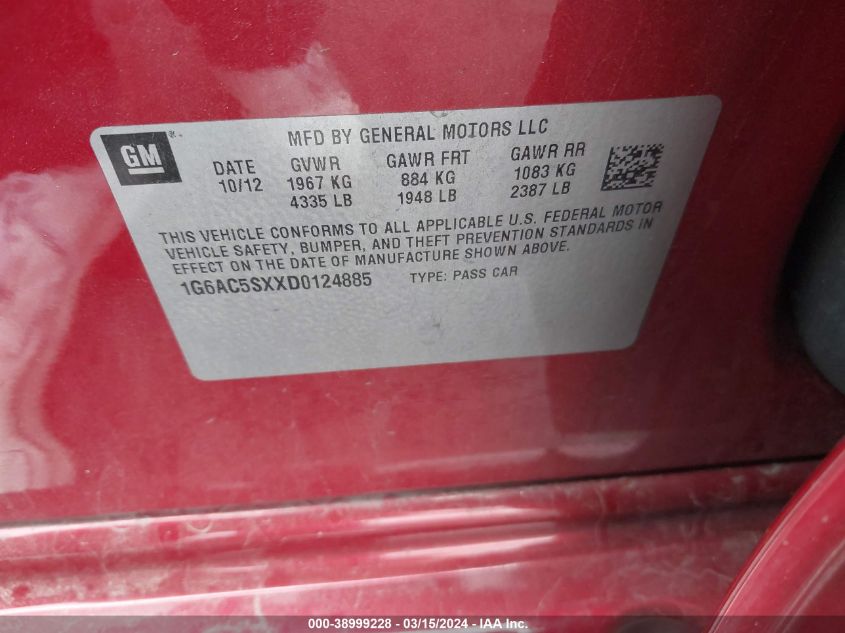 GM ®
MFD BY GENERAL MOTORS LLC
DATE GVWR GAWR FRT GAWR RR
10/12 1967 KG 884 KG 1083 KG
4335 LB 1948 LB 2387 LB
THIS VEHICLE CONFORMS TO ALL APPLICABLE U.S. FEDERAL MOTOR
VEHICLE SAFETY, BUMPER, AND THEFT PREVENTION STANDARDS IN
EFFECT ON THE DATE OF MANUFACTURE SHOWN ABOVE.
1G6AC5SXXD0124885 TYPE: PASS CAR
000-38999228 - 03/15/2024 - IAA Inc.